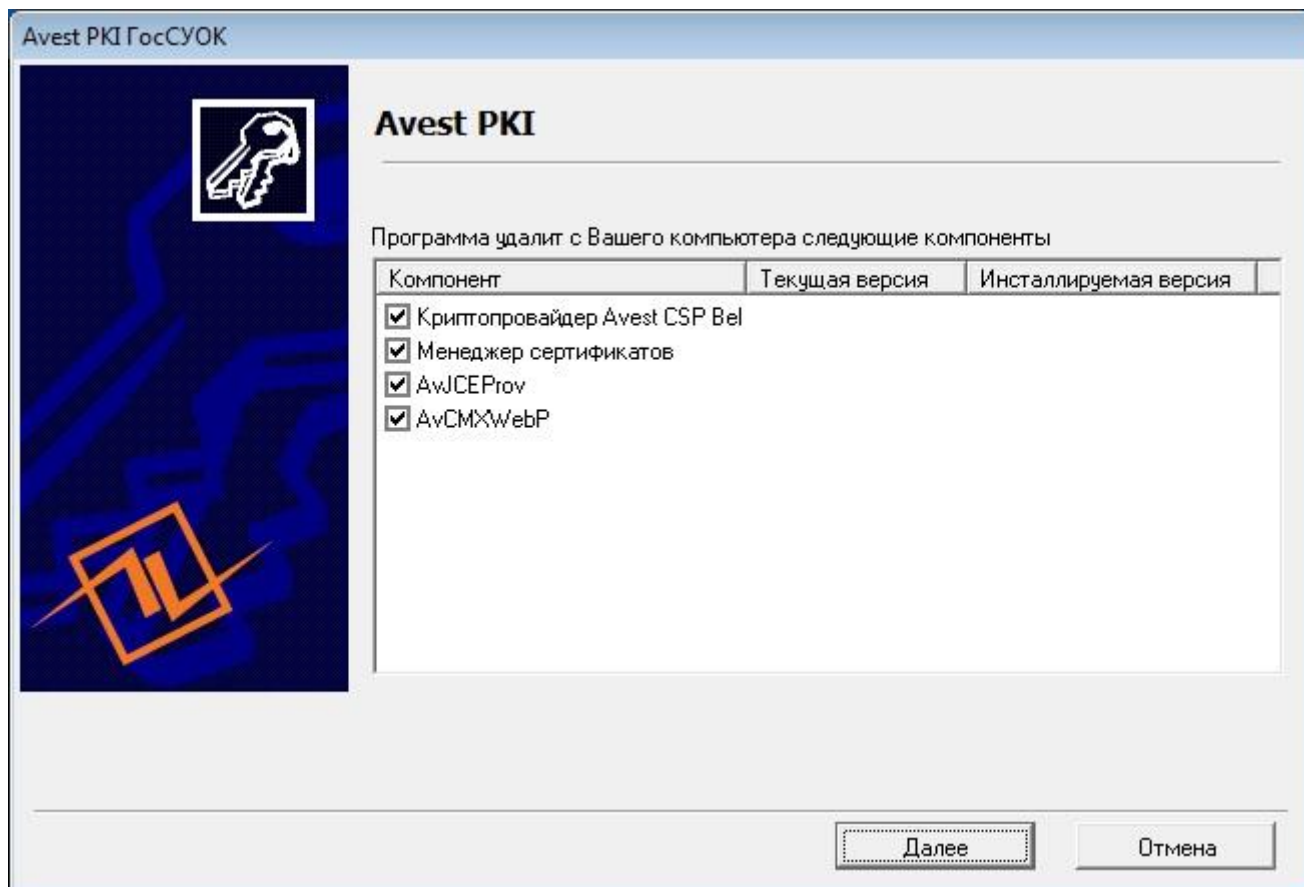 Avest PKI ГосСУОК
Avest PKI
Программа удалит с Вашего компьютера следующие компоненты
Компонент Текущая версия Инсталлируемая версия
Криптопровайдер Avest CSP Bel
Менеджер сертификатов
AvJCEProv
AvCMXWebP
Далее Отмена